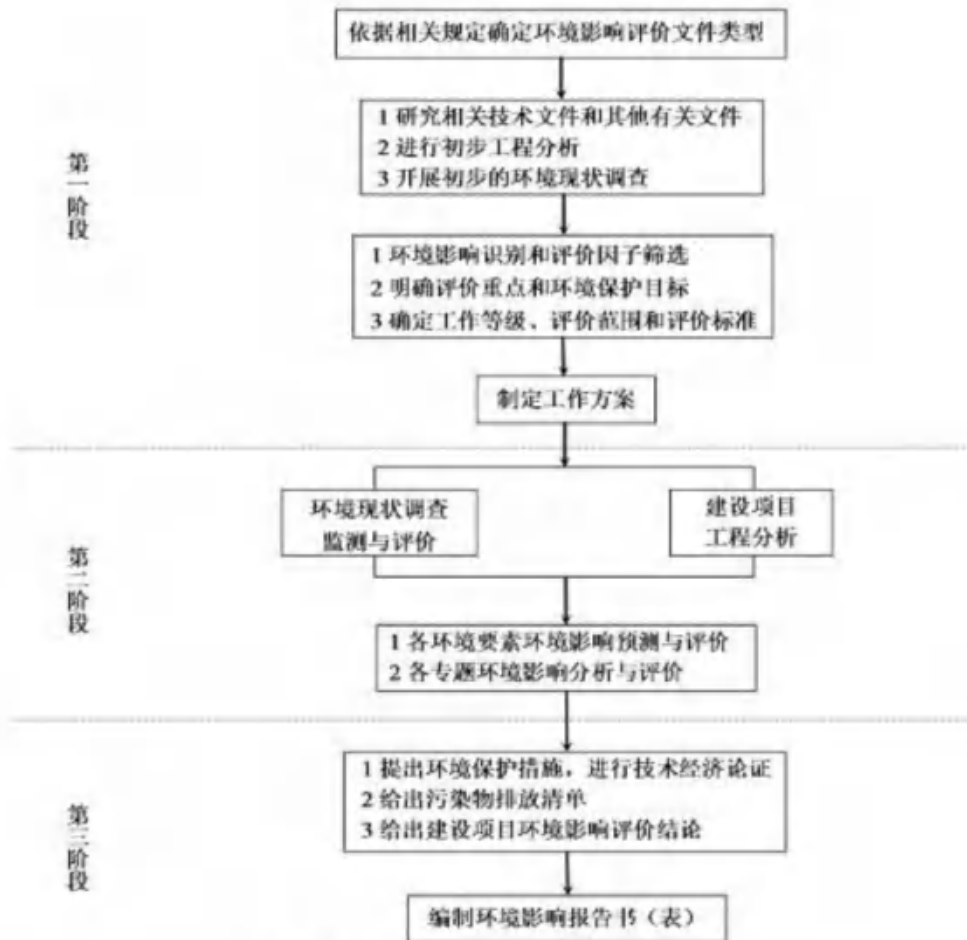 依据相关规定确定环境影响评价文件类型
1 研究相关技术文件和其他有关文件
2 进行初步工程分析
3 开展初步的环境现状调查
第一阶段
1 环境影响识别和评价因子筛选
2 明确评价重点和环境保护目标
3 确定工作等级、评价范围和评价标准
制定工作方案
第二阶段
环境现状调查
监测与评价
建设项目
工程分析
1 各环境要素环境影响预测与评价
2 各专题环境影响分析与评价
第三阶段
1 提出环境保护措施，进行技术经济论证
2 给出污染物排放清单
3 给出建设项目环境影响评价结论
编制环境影响报告书（表）